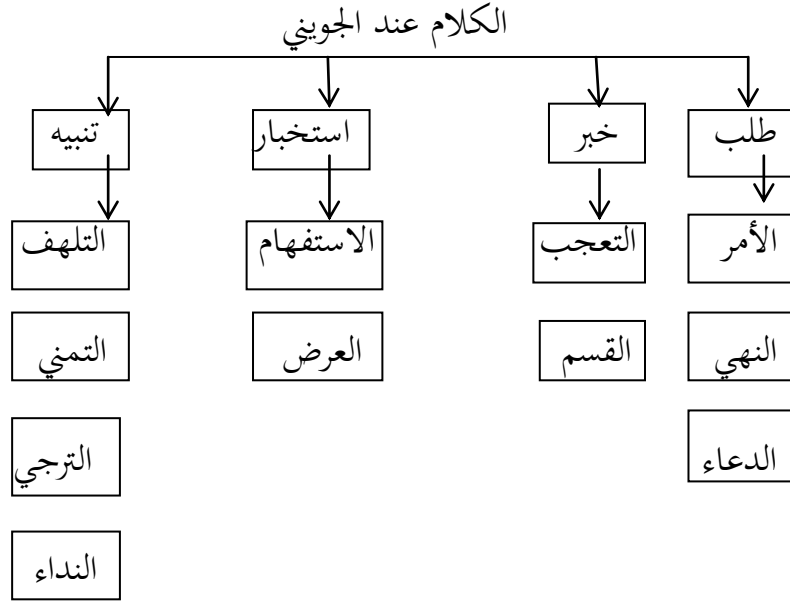 الكلام عند الجويني
طلب خبر استخبار تنبيه
الأمر التعجب الاستفهام التلهف
النهي القسم العرض التمني
الدعاء الترجي
النداء